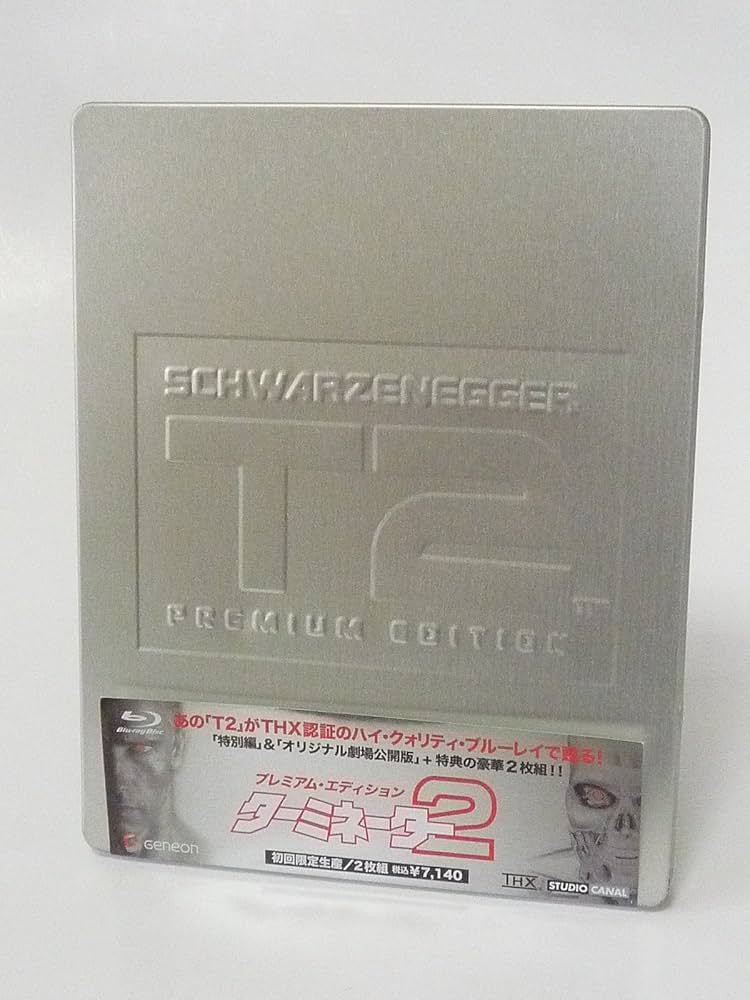 SCHWARZENEGGER
T2
TM
PREMIUM EDITION
Blu-ray Disc
あの「T2」がTHX認証のハイ・クォリティ・ブルーレイで甦る!
「特別編」&「オリジナル劇場公開版」+特典の豪華2枚組!!
プレミアム・エディション
ターミネーター2
GENEON
初回限定生産/2枚組 税込¥7,140
THX
STUDIO CANAL